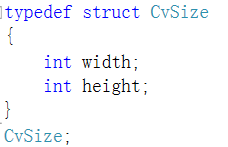 typedef struct CvSize
{
    int width;
    int height;
}
CvSize;